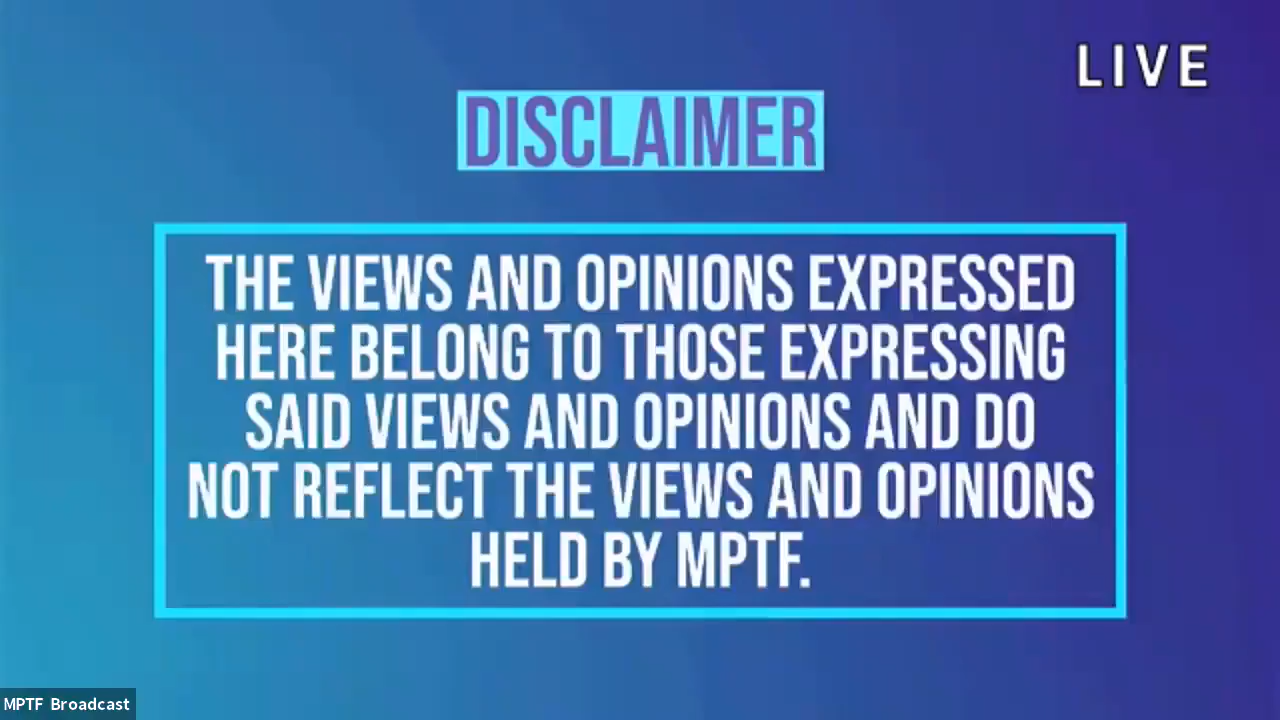 LIVE
DISCLAIMER
THE VIEWS AND OPINIONS EXPRESSED
HERE BELONG TO THOSE EXPRESSING
SAID VIEWS AND OPINIONS AND DO
NOT REFLECT THE VIEWS AND OPINIONS
HELD BY MPTF.
MPTF Broadcast